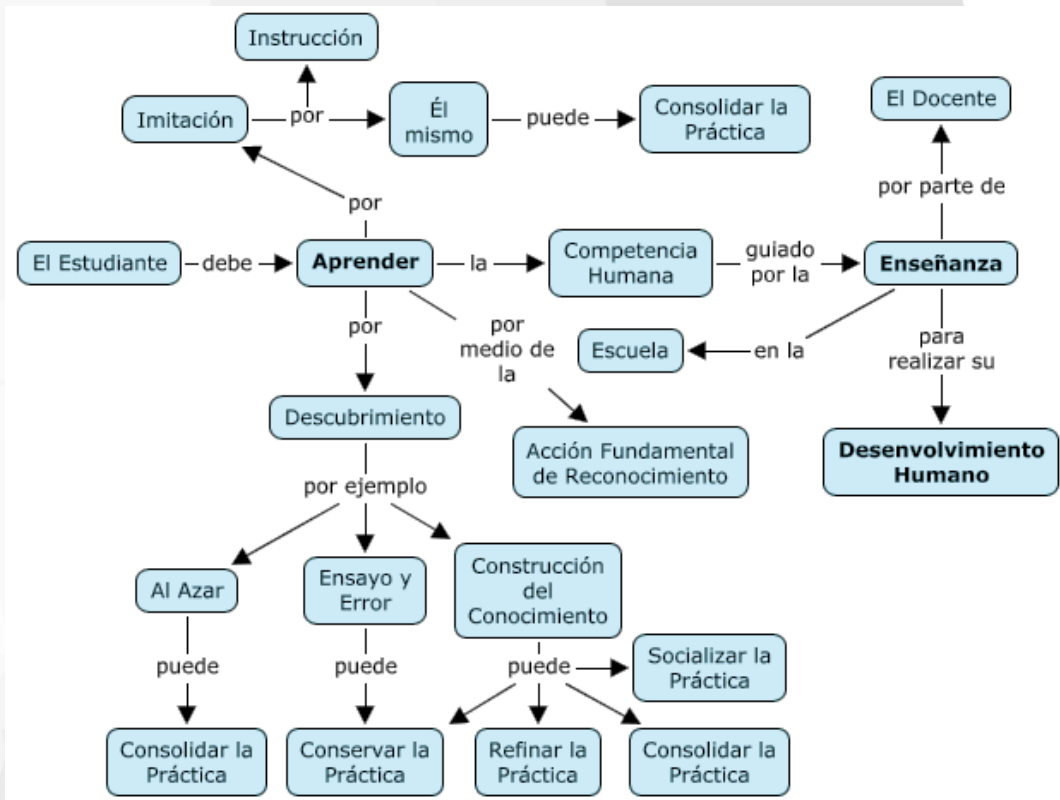 Instrucción
Imitación
por
Él
mismo
puede
Consolidar la
Práctica
El Docente
por parte de
por
El Estudiante
debe
Aprender
la
Competencia
Humana
guiado
por la
Enseñanza
por
por
medio de
la
Escuela
en la
para
realizar su
Descubrimiento
Acción Fundamental
de Reconocimiento
Desenvolvimiento
Humano
por ejemplo
Al Azar
Ensayo y
Error
Construcción
del
Conocimiento
puede
puede
puede
Socializar la
Práctica
Consolidar la
Práctica
Conservar la
Práctica
Refinar la
Práctica
Consolidar la
Práctica